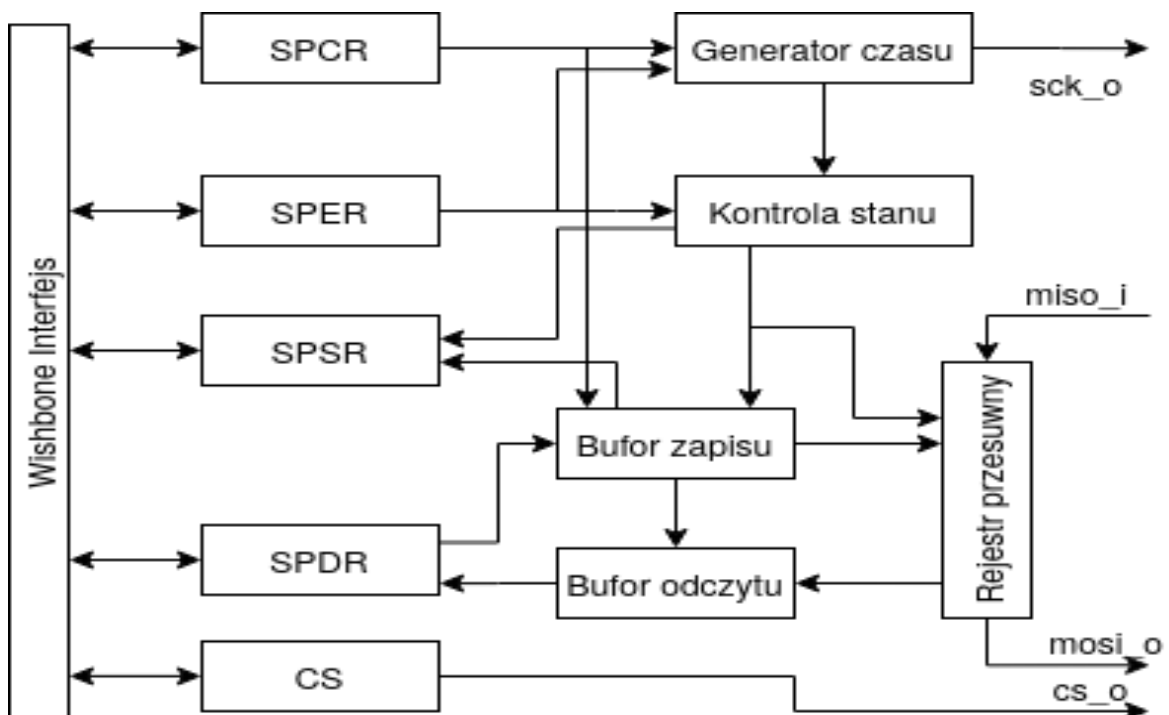 SPCR
Generator czasu
sck_o
SPER
Kontrola stanu
Wishbone Interfejs
SPSR
miso_i
Rejestr przesuwny
Bufor zapisu
SPDR
Bufor odczytu
mosi_o
CS
cs_o